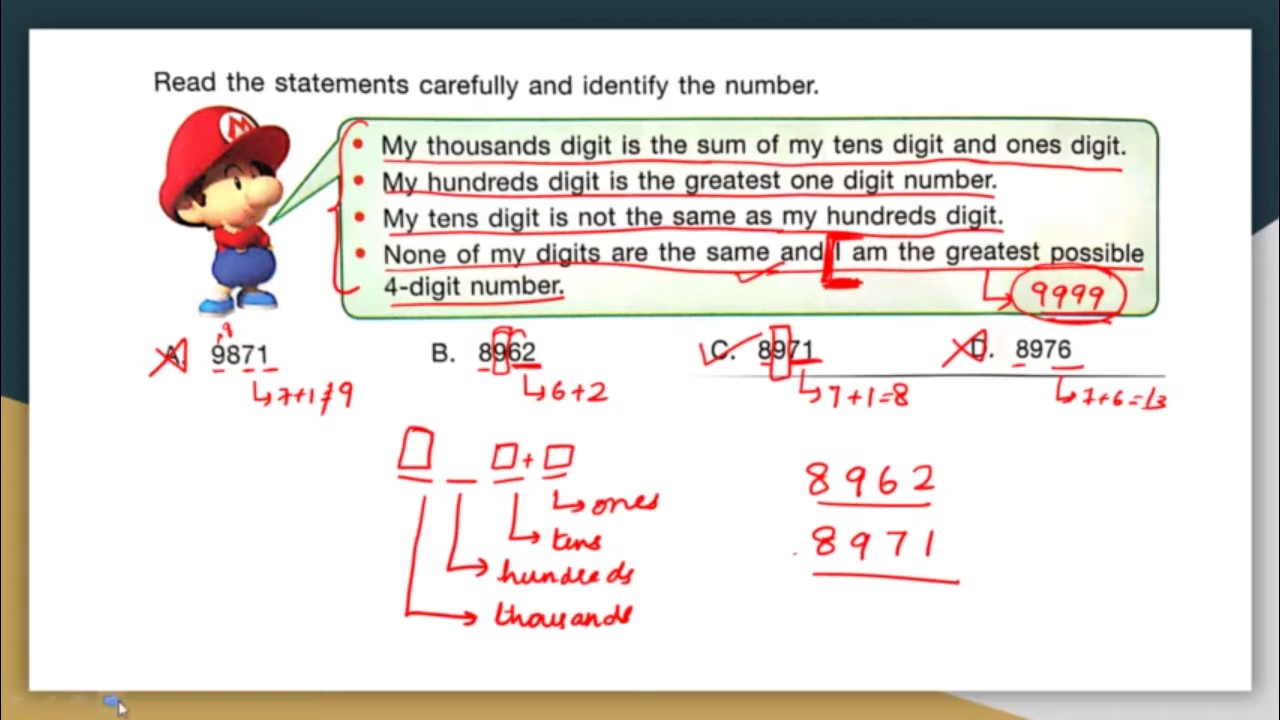 Read the statements carefully and identify the number.
M
• My thousands digit is the sum of my tens digit and ones digit.
• My hundreds digit is the greatest one digit number.
• My tens digit is not the same as my hundreds digit.
• None of my digits are the same and I am the greatest possible
4-digit number.
9999
9
A. 9871 B. 8962 C. 8971 D. 8976
7+1≠9 6+2 7+1=8 7+6=13
+
ones
tens
hundreds
thousands
8962
8971